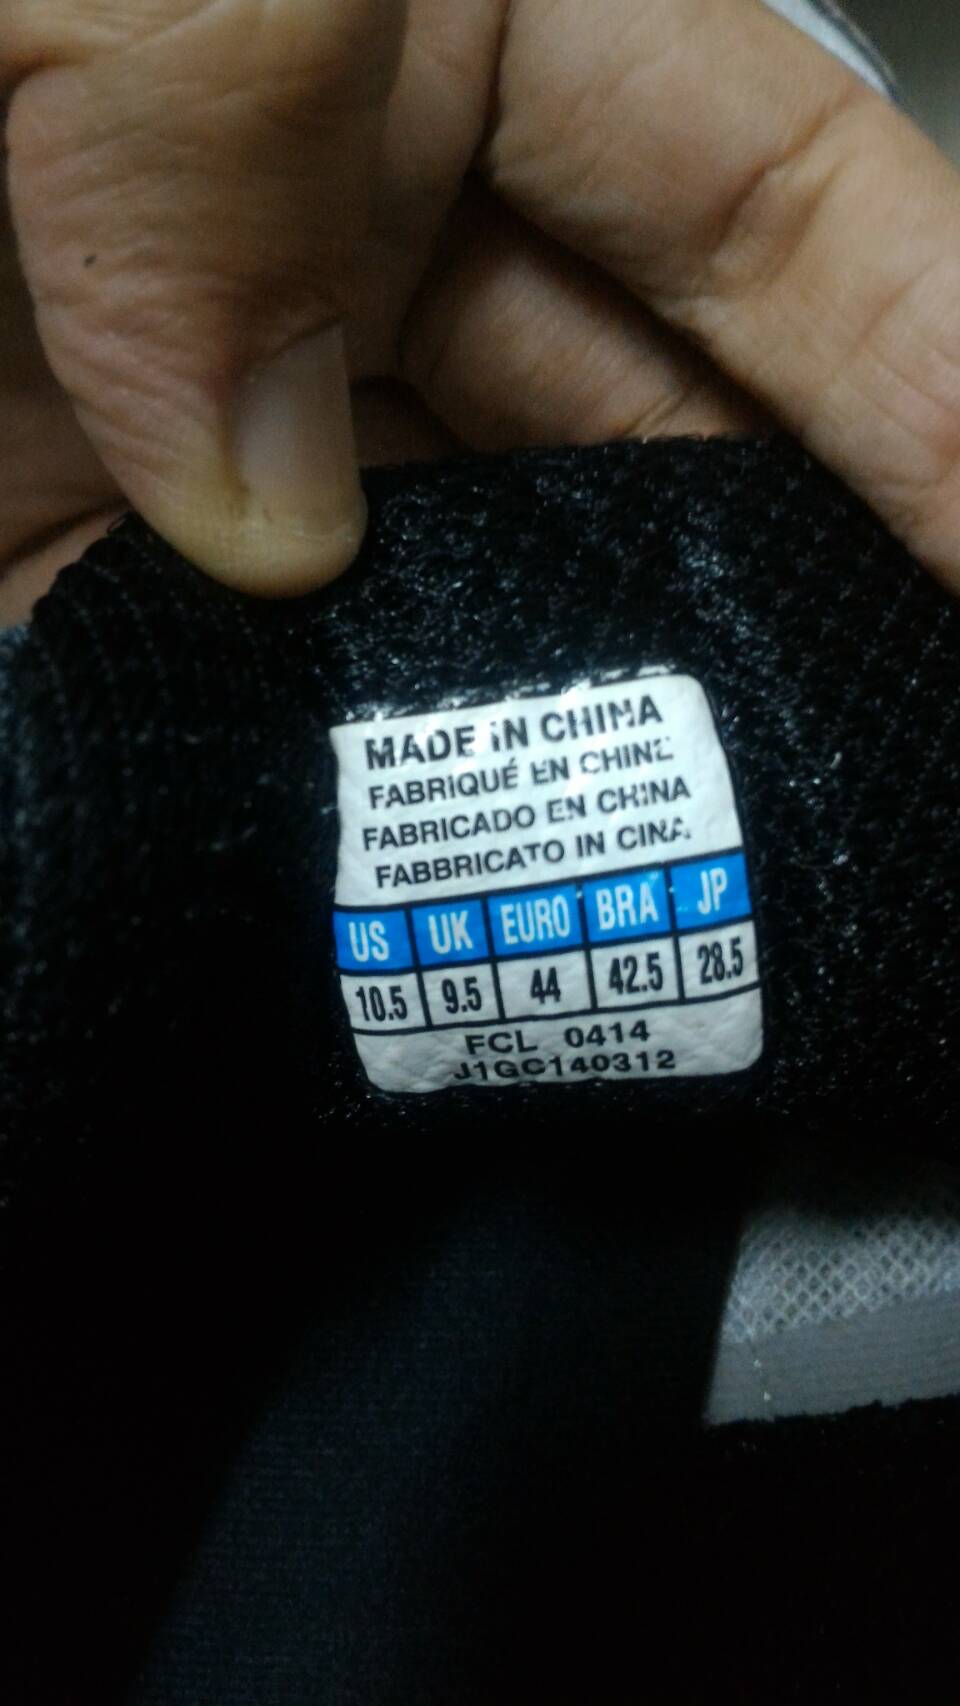 MADE IN CHINA
FABRIQUÉ EN CHINE
FABRICADO EN CHINA
FABBRICATO IN CINA
US UK EURO BRA JP
10.5 9.5 44 42.5 28.5
FCL 0414
J1GC140312